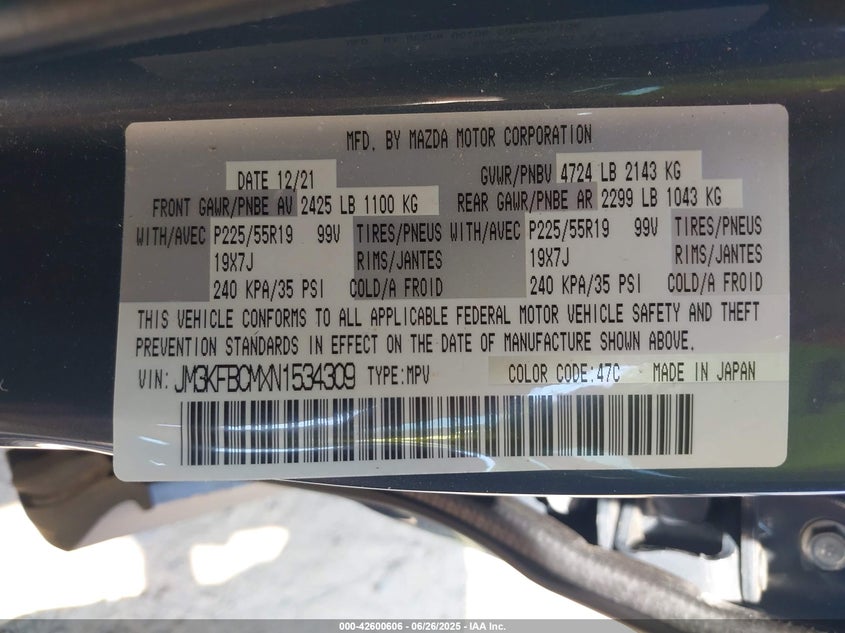 MFD. BY MAZDA MOTOR CORPORATION
DATE 12/21 GVWR/PNBV 4724 LB 2143 KG
FRONT GAWR/PNBE AV 2425 LB 1100 KG REAR GAWR/PNBE AR 2299 LB 1043 KG
WITH/AVEC P225/55R19 99V TIRES/PNEUS WITH/AVEC P225/55R19 99V TIRES/PNEUS
19X7J RIMS/JANTES 19X7J RIMS/JANTES
240 KPA/35 PSI COLD/A FROID 240 KPA/35 PSI COLD/A FROID
THIS VEHICLE CONFORMS TO ALL APPLICABLE FEDERAL MOTOR VEHICLE SAFETY AND THEFT
PREVENTION STANDARDS IN EFFECT ON THE DATE OF MANUFACTURE SHOWN ABOVE.
VIN: JM3KFBCMXN1534309 TYPE:MPV COLOR CODE:47C MADE IN JAPAN
000-42600606 - 06/26/2025 - IAA Inc.